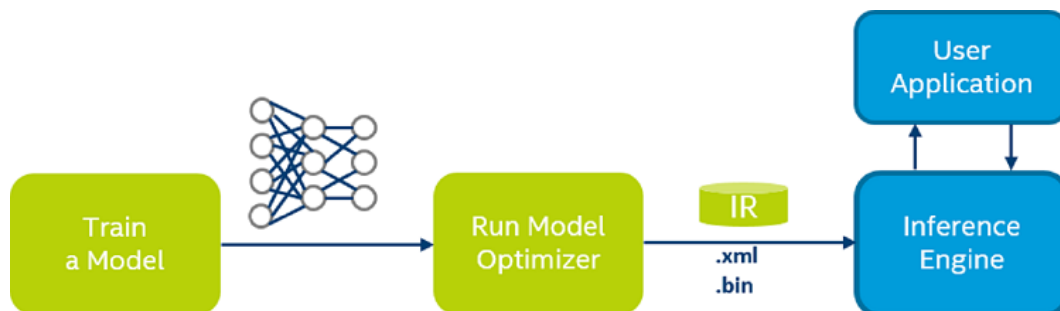 User
Application
Train
a Model
Run Model
Optimizer
IR
.xml
.bin
Inference
Engine